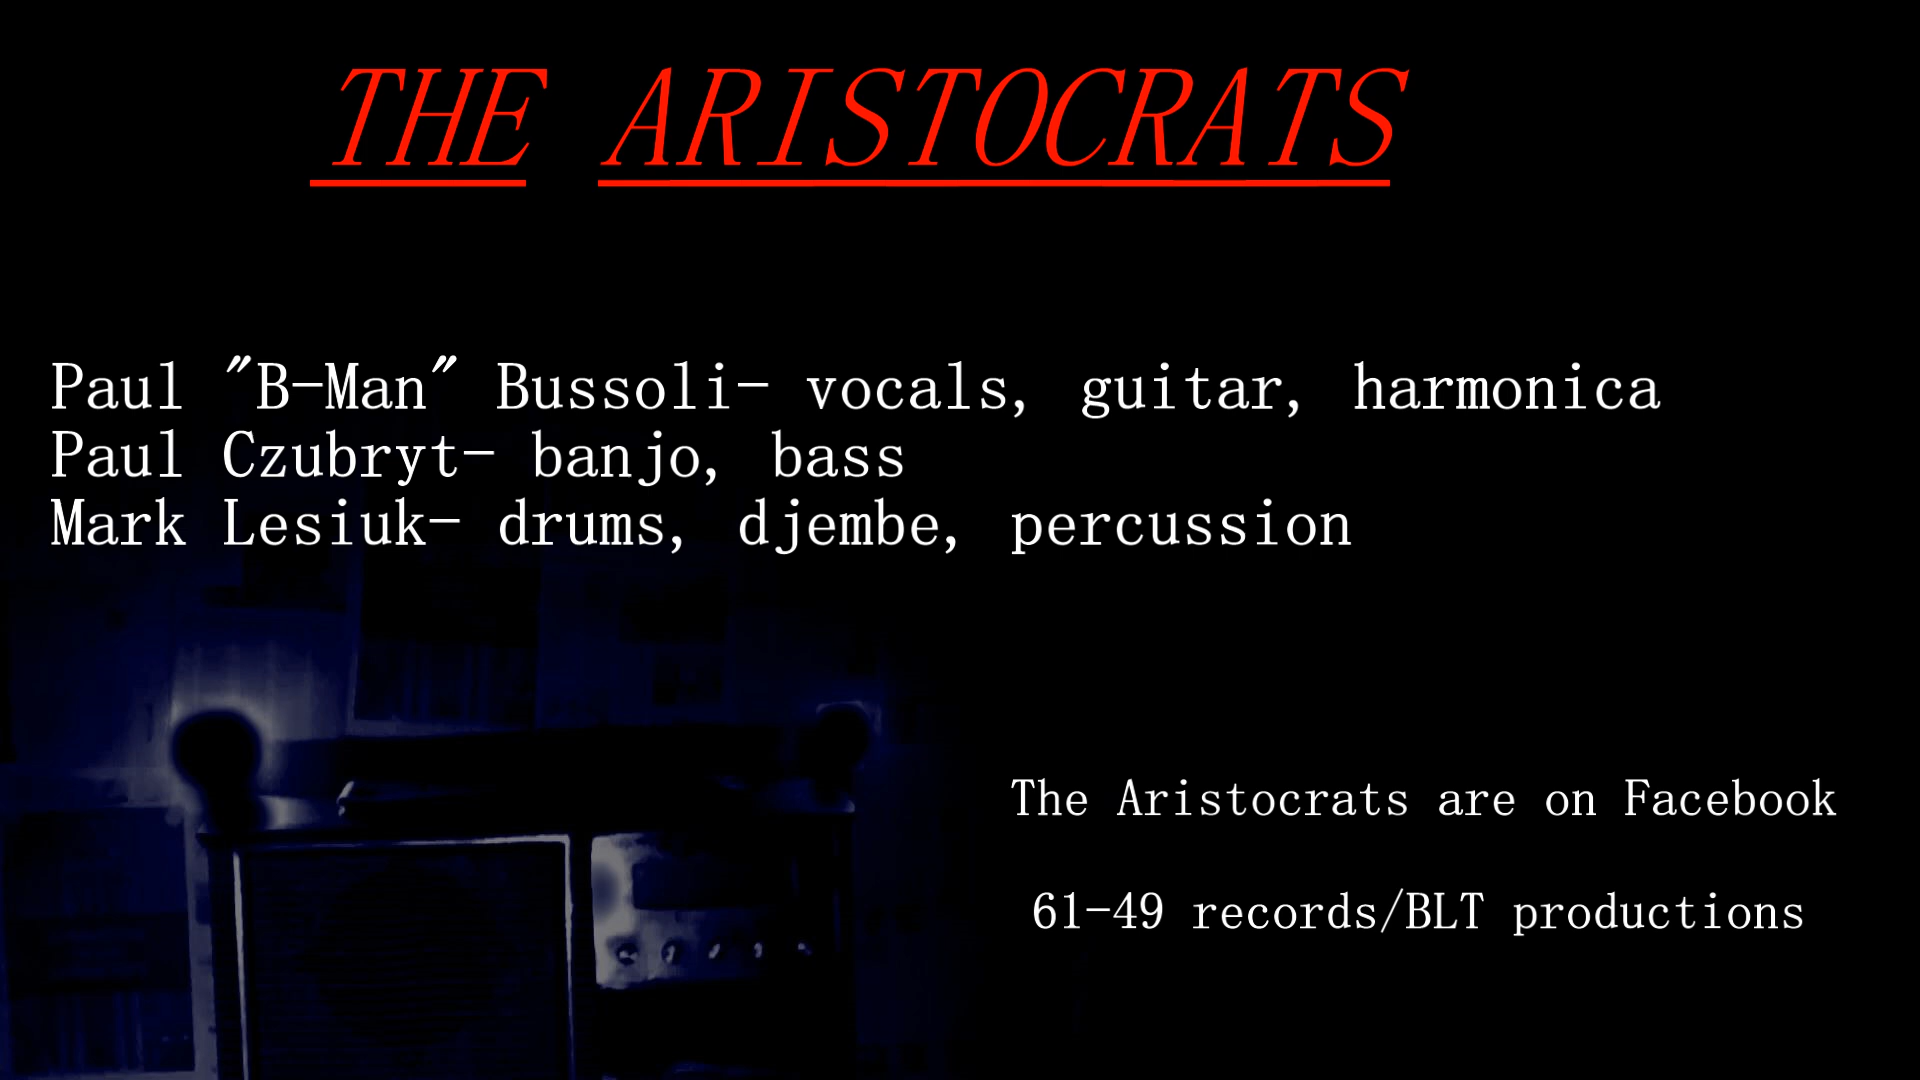 THE ARISTOCRATS
Paul "B-Man" Bussoli- vocals, guitar, harmonica
Paul Czubryt- banjo, bass
Mark Lesiuk- drums, djembe, percussion
The Aristocrats are on Facebook
61-49 records/BLT productions